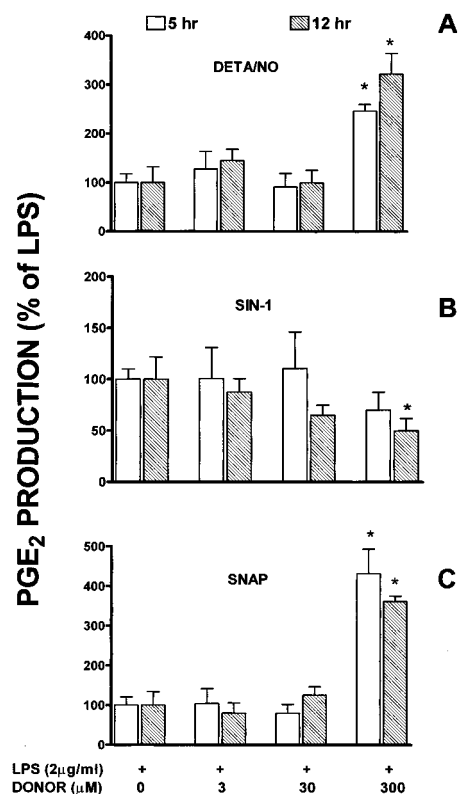 5 hr 12 hr
A
DETA/NO
400
300
200
100
0
*
*
B
SIN-1
200
150
100
50
0
*
C
SNAP
500
400
300
200
100
0
*
*
PGE2 PRODUCTION (% of LPS)
LPS (2μg/ml) + + + +
DONOR (μM) 0 3 30 300